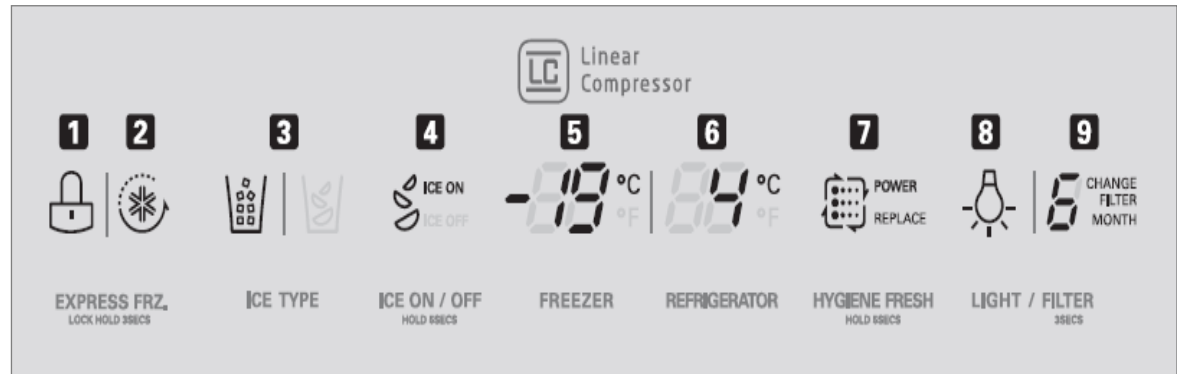 LC Linear
Compressor
1 2 3 4 5 6 7 8 9
ICE ON
ICE OFF
-19 °C
°F
4 °C
°F
POWER
REPLACE
6 CHANGE
FILTER
MONTH
EXPRESS FRZ.
LOCK HOLD 3SECS
ICE TYPE
ICE ON / OFF
HOLD 5SECS
FREEZER
REFRIGERATOR
HYGIENE FRESH
HOLD 5SECS
LIGHT / FILTER
3SECS